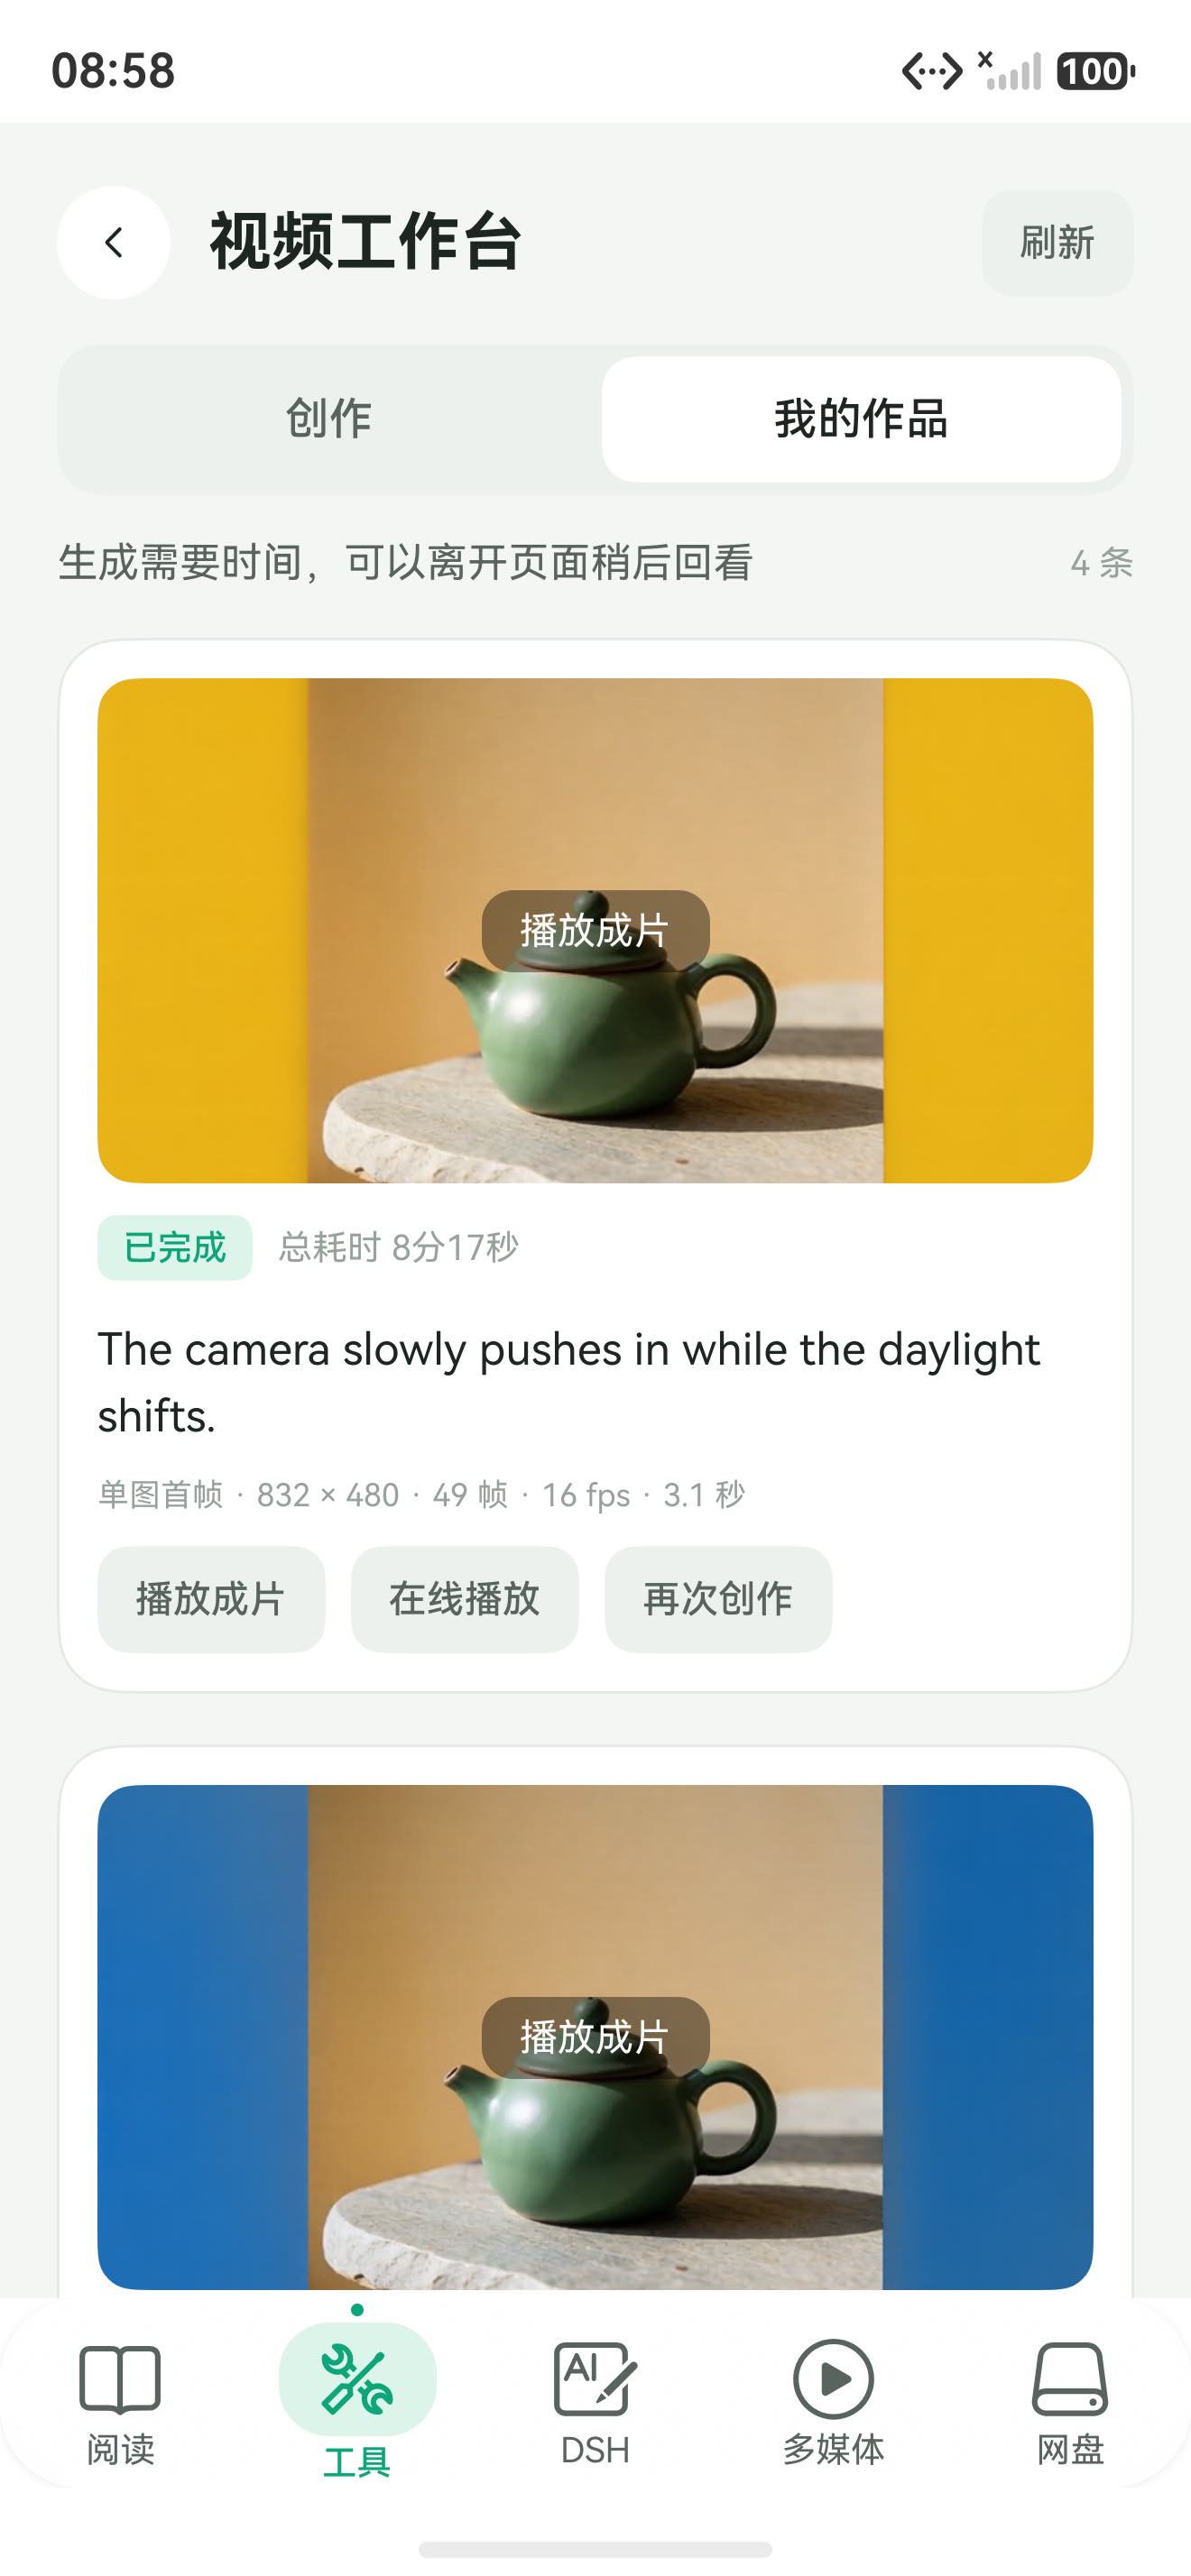 08:58
100
视频工作台
刷新
创作
我的作品
生成需要时间，可以离开页面稍后回看
4 条
播放成片
已完成
总耗时 8分17秒
The camera slowly pushes in while the daylight
shifts.
单图首帧 · 832 × 480 · 49 帧 · 16 fps · 3.1 秒
播放成片
在线播放
再次创作
播放成片
阅读
工具
AI
DSH
多媒体
网盘